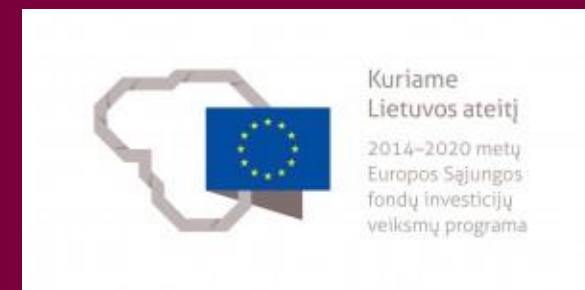 Kuriame
Lietuvos ateitį
2014–2020 metų
Europos Sąjungos
fondų investicijų
veiksmų programa